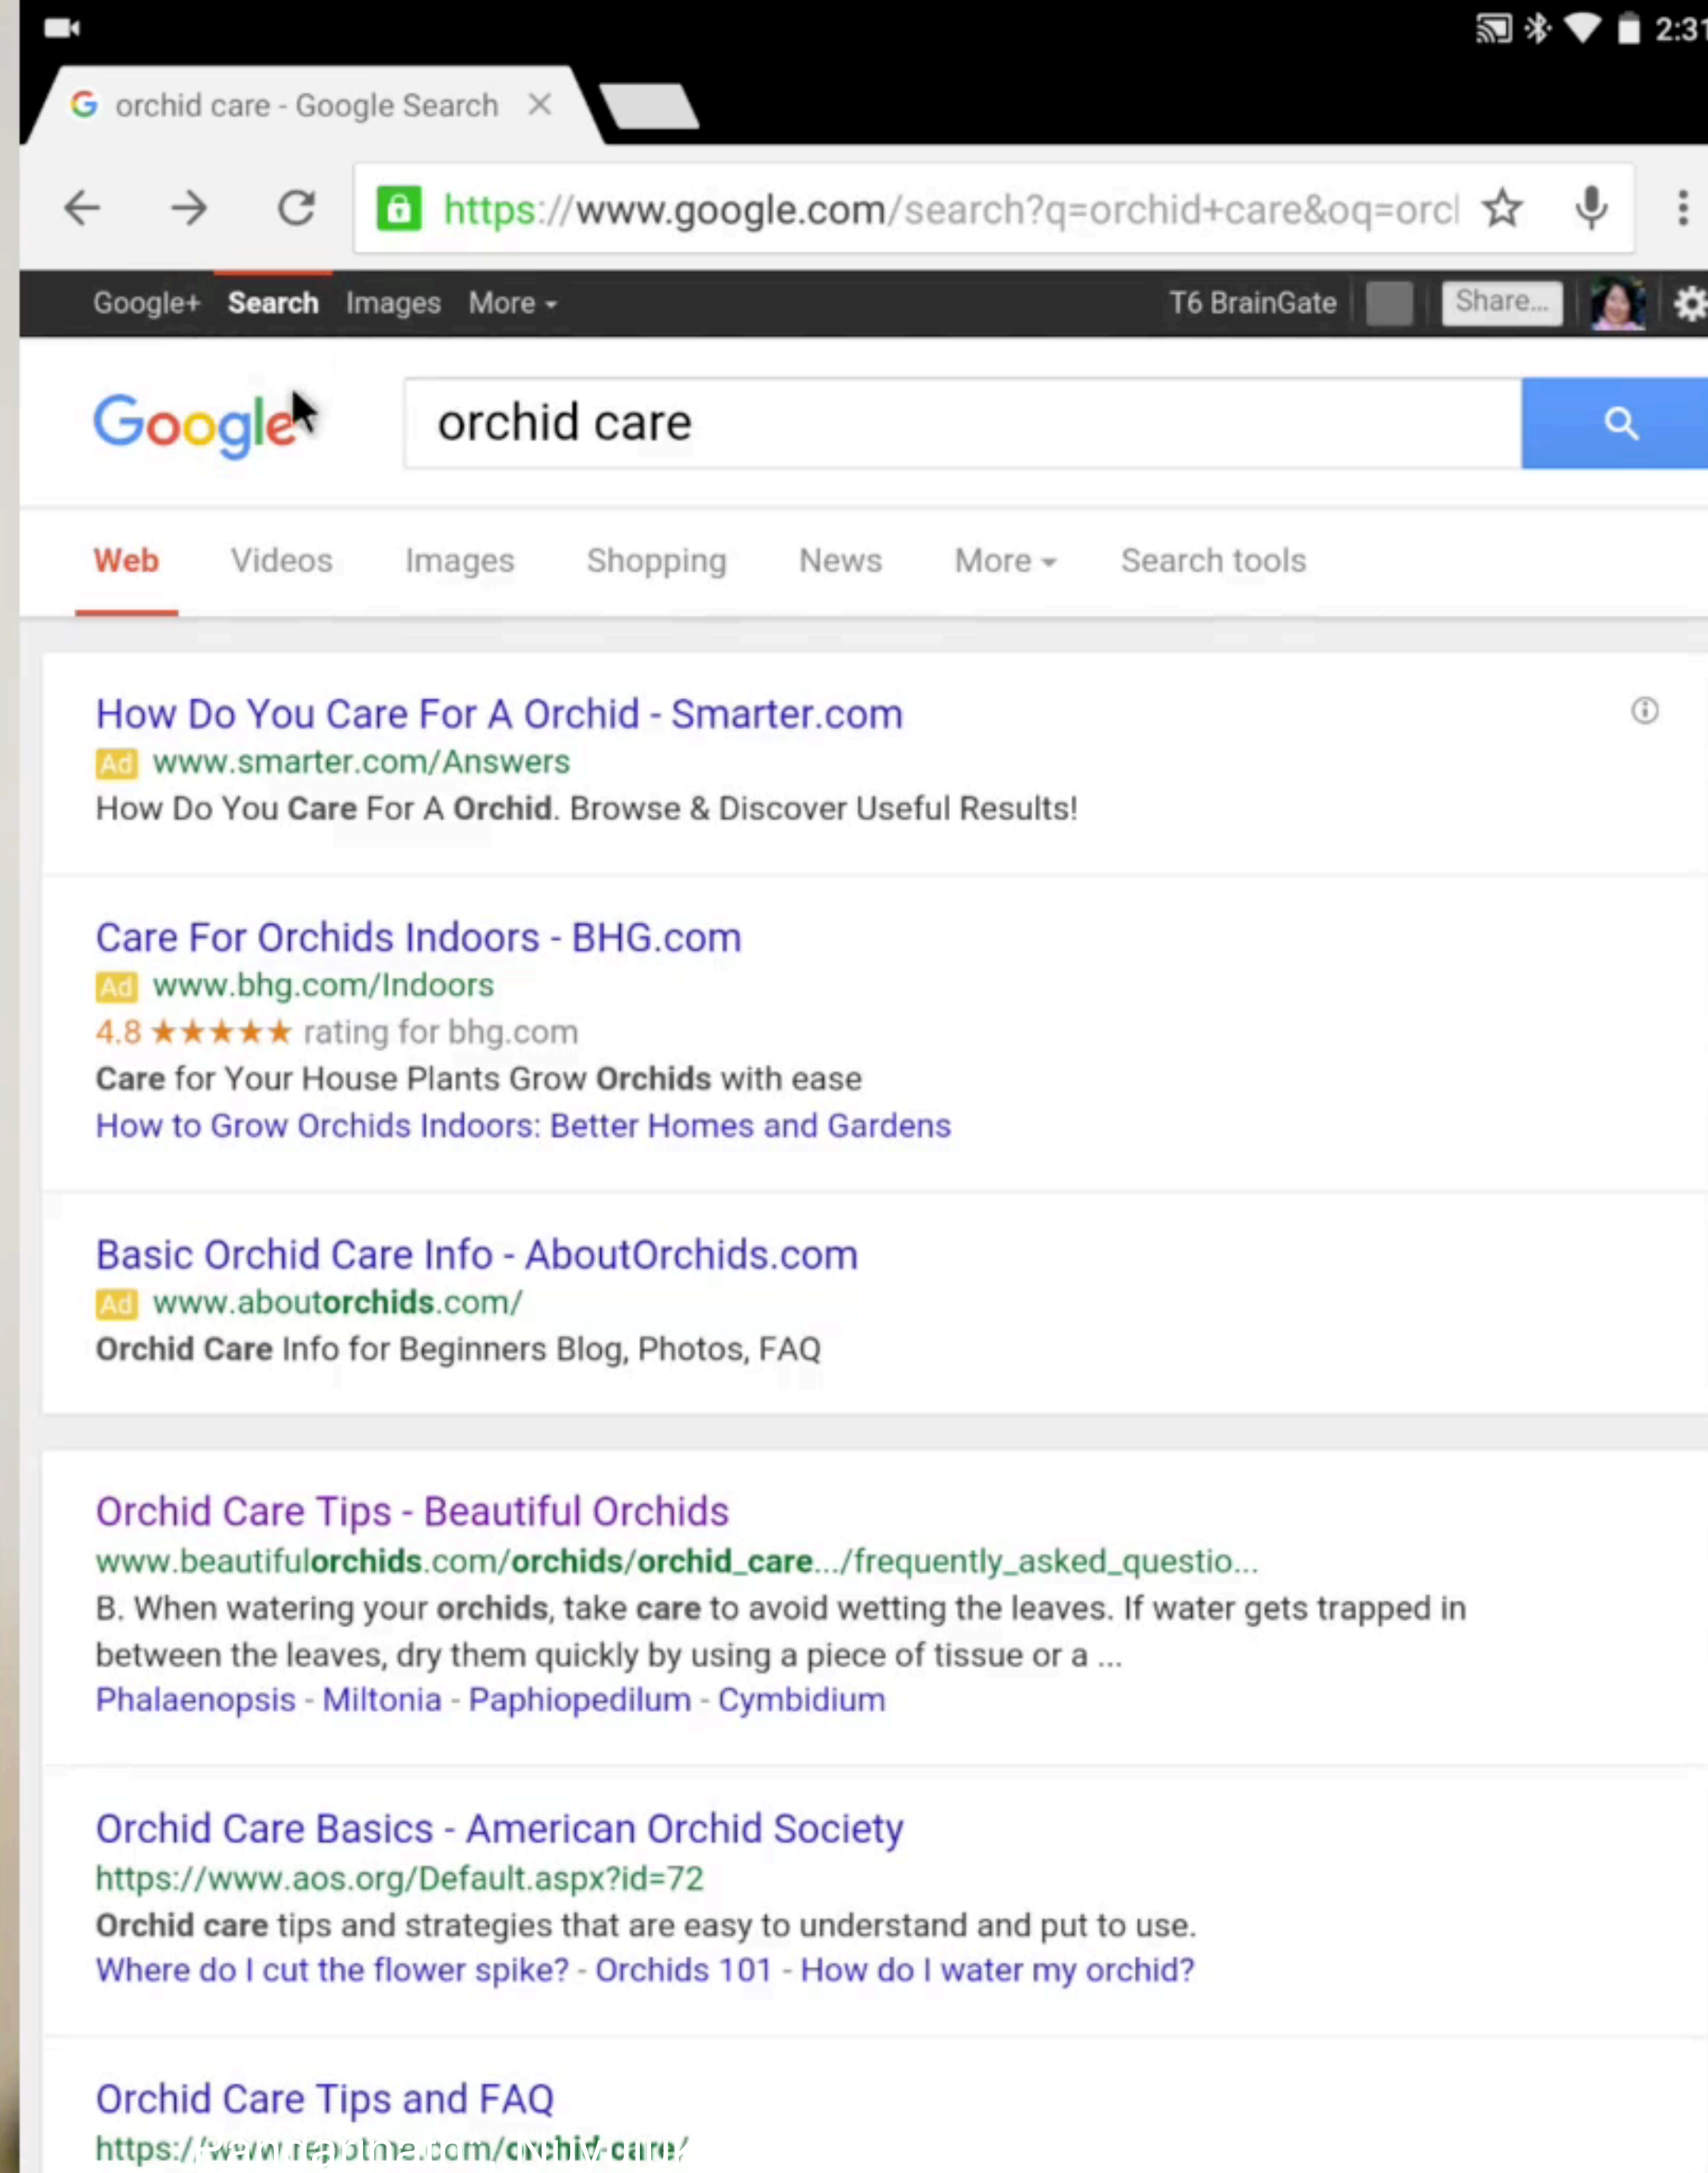 2:31
orchid care - Google Search
https://www.google.com/search?q=orchid+care&oq=orcl
Google+ Search Images More T6 BrainGate Share...
Google orchid care
Web Videos Images Shopping News More Search tools
How Do You Care For A Orchid - Smarter.com
Ad www.smarter.com/Answers
How Do You Care For A Orchid. Browse & Discover Useful Results!
Care For Orchids Indoors - BHG.com
Ad www.bhg.com/Indoors
4.8 ★★★★★ rating for bhg.com
Care for Your House Plants Grow Orchids with ease
How to Grow Orchids Indoors: Better Homes and Gardens
Basic Orchid Care Info - AboutOrchids.com
Ad www.aboutorchids.com/
Orchid Care Info for Beginners Blog, Photos, FAQ
Orchid Care Tips - Beautiful Orchids
www.beautifulorchids.com/orchids/orchid_care.../frequently_asked_questio...
B. When watering your orchids, take care to avoid wetting the leaves. If water gets trapped in
between the leaves, dry them quickly by using a piece of tissue or a ...
Phalaenopsis - Miltonia - Paphiopedilum - Cymbidium
Orchid Care Basics - American Orchid Society
https://www.aos.org/Default.aspx?id=72
Orchid care tips and strategies that are easy to understand and put to use.
Where do I cut the flower spike? - Orchids 101 - How do I water my orchid?
Orchid Care Tips and FAQ